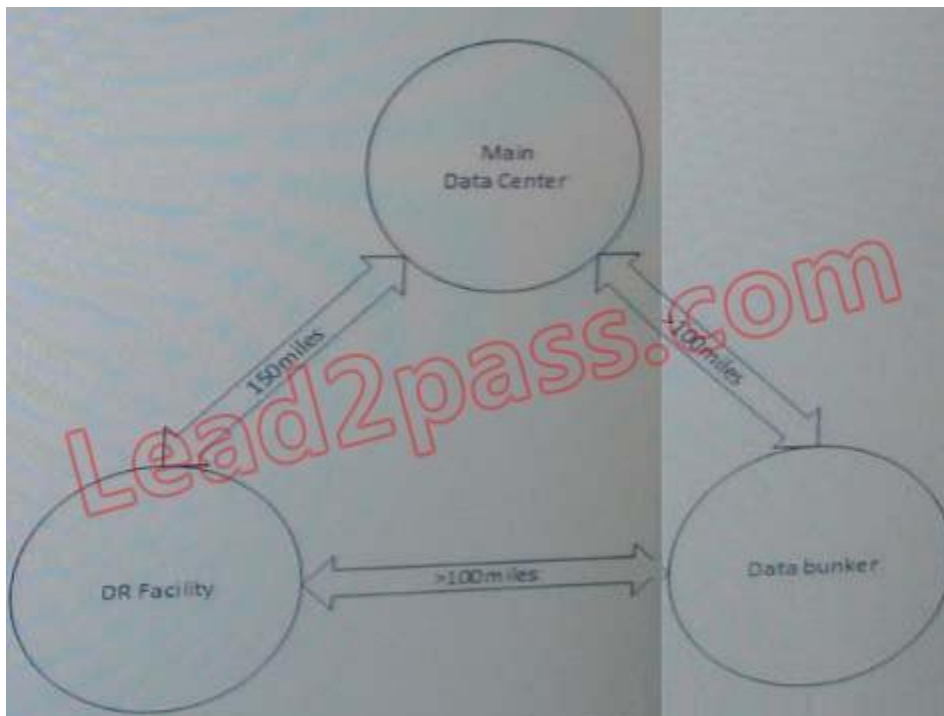 Main
Data Center
150miles
>100miles
Lead2pass.com
DR Facility
>100miles
Data bunker